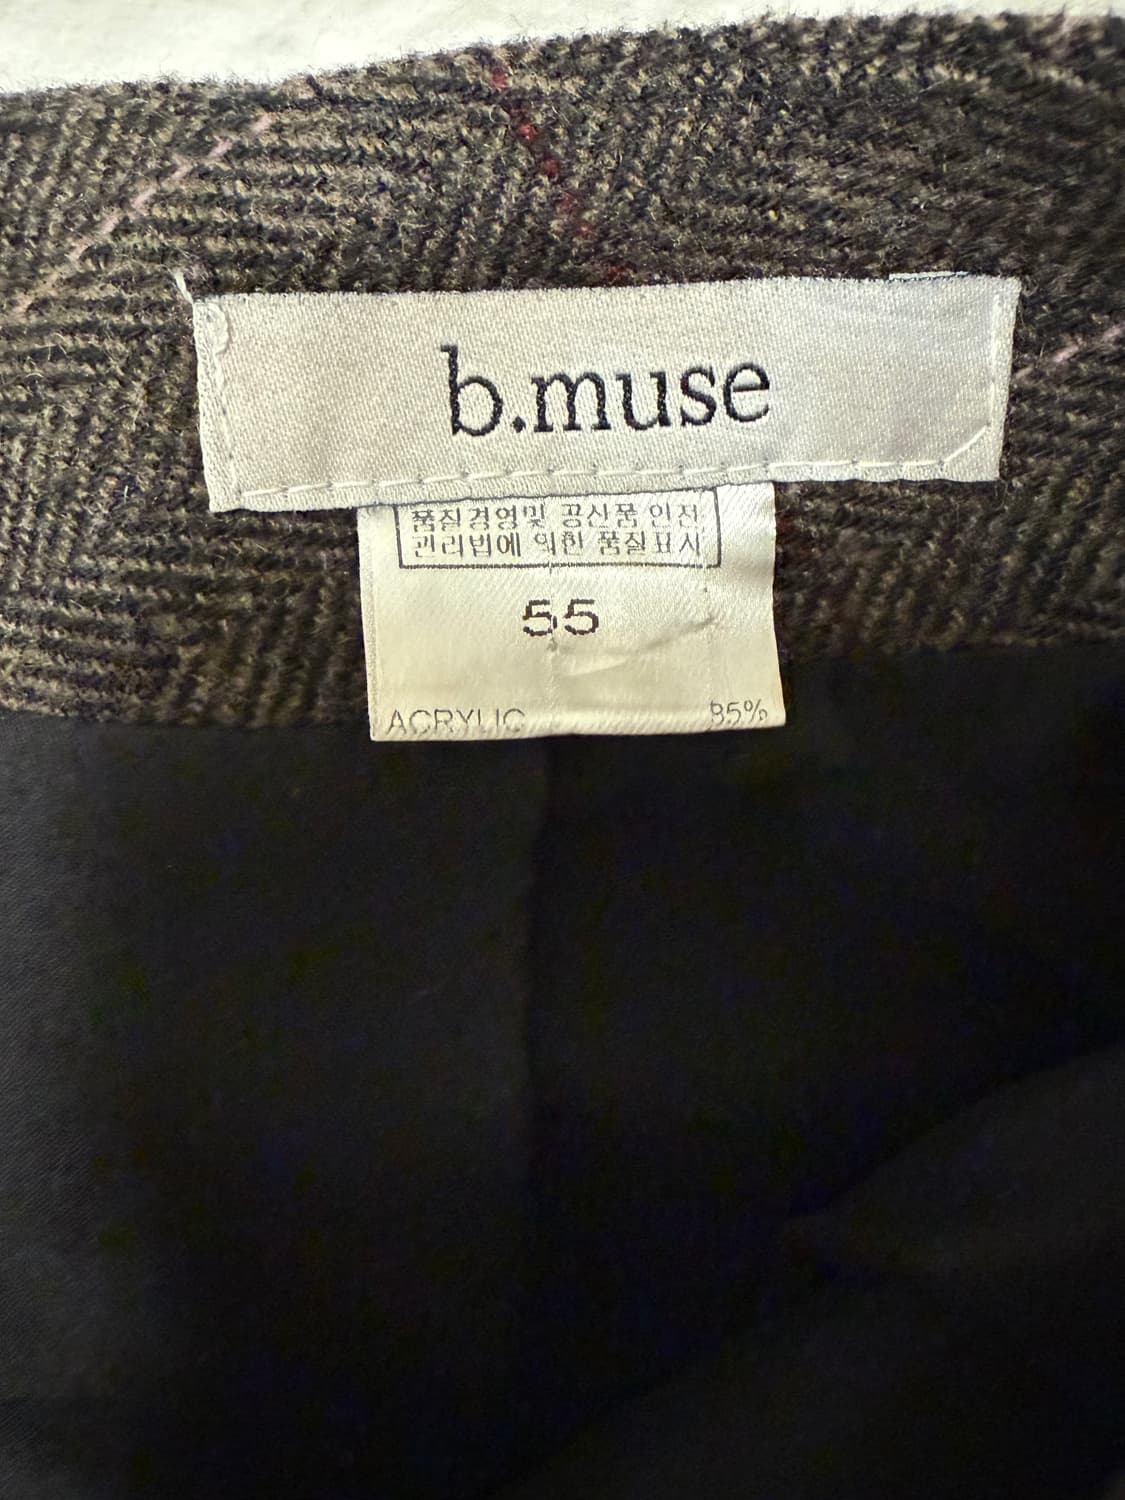 b.muse
품질경영및 공산품 안전
관리법에 의한 품질표시
55
ACRYLIC 85%